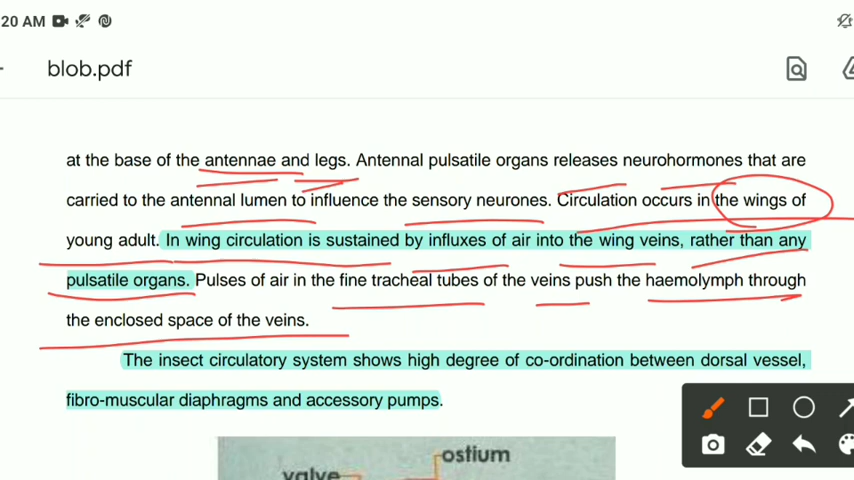 20 AM
blob.pdf
at the base of the antennae and legs. Antennal pulsatile organs releases neurohormones that are
carried to the antennal lumen to influence the sensory neurones. Circulation occurs in the wings of
young adult. In wing circulation is sustained by influxes of air into the wing veins, rather than any
pulsatile organs. Pulses of air in the fine tracheal tubes of the veins push the haemolymph through
the enclosed space of the veins.
The insect circulatory system shows high degree of co-ordination between dorsal vessel,
fibro-muscular diaphragms and accessory pumps.
ostium
valve